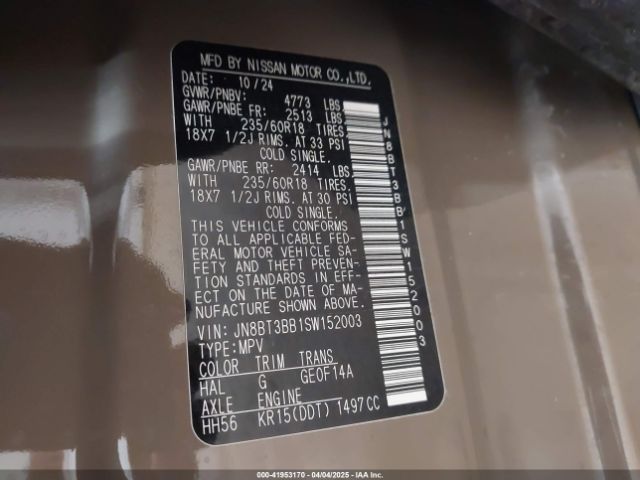 MFD BY NISSAN MOTOR CO.,LTD.
DATE: 10/24
GVWR/PNBV: 4773 LBS
GAWR/PNBE FR: 2513 LBS
WITH 235/60R18 TIRES
18X7 1/2J RIMS. AT 33 PSI
COLD SINGLE.
GAWR/PNBE RR: 2414 LBS
WITH 235/60R18 TIRES.
18X7 1/2J RIMS. AT 30 PSI
COLD SINGLE.
THIS VEHICLE CONFORMS
TO ALL APPLICABLE FED-
ERAL MOTOR VEHICLE SA-
FETY AND THEFT PREVEN-
TION STANDARDS IN EFF-
ECT ON THE DATE OF MA-
NUFACTURE SHOWN ABOVE.
VIN: JN8BT3BB1SW152003
TYPE:MPV
COLOR TRIM TRANS
HAL G GE0F14A
AXLE ENGINE
HH56 KR15(DDT) 1497CC
JN8BT3BB1SW152003
000-41953170 - 04/04/2025 - IAAI Inc.